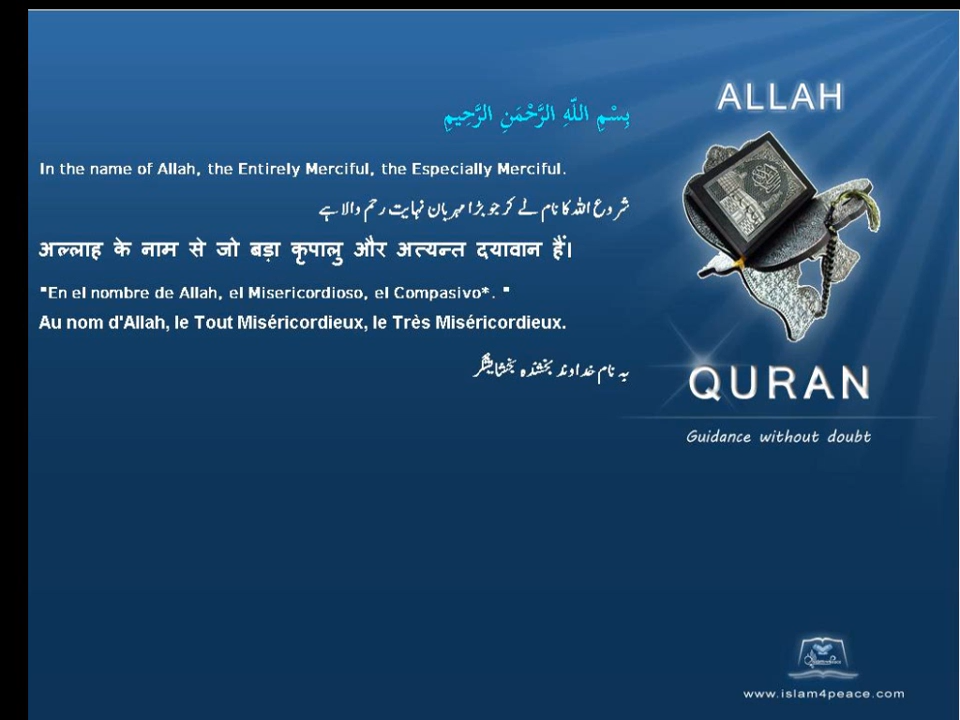 بِسْمِ اللّهِ الرَّحْمَنِ الرَّحِيمِ
In the name of Allah, the Entirely Merciful, the Especially Merciful.
شروع الله کا نام لے کر جو بڑا مہربان نہایت رحم والا ہے
अल्लाह के नाम से जो बड़ा कृपालु और अत्यन्त दयावान हैं।
"En el nombre de Allah, el Misericordioso, el Compasivo*. "
Au nom d'Allah, le Tout Miséricordieux, le Très Miséricordieux.
به نام خداوند بخشنده بخشایشگر
ALLAH
QURAN
Guidance without doubt
www.islam4peace.com